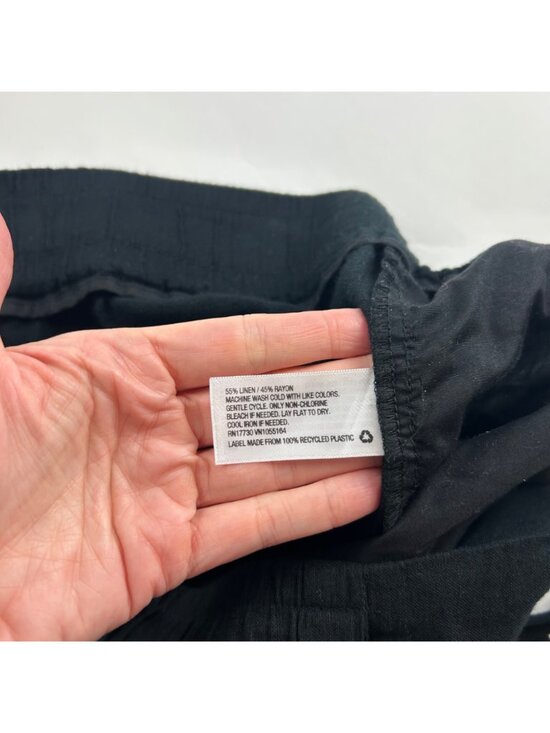 55% LINEN / 45% RAYON
MACHINE WASH COLD WITH LIKE COLORS.
GENTLE CYCLE. ONLY NON-CHLORINE
BLEACH IF NEEDED. LAY FLAT TO DRY.
COOL IRON IF NEEDED.
RN17730 VN1055164
LABEL MADE FROM 100% RECYCLED PLASTIC